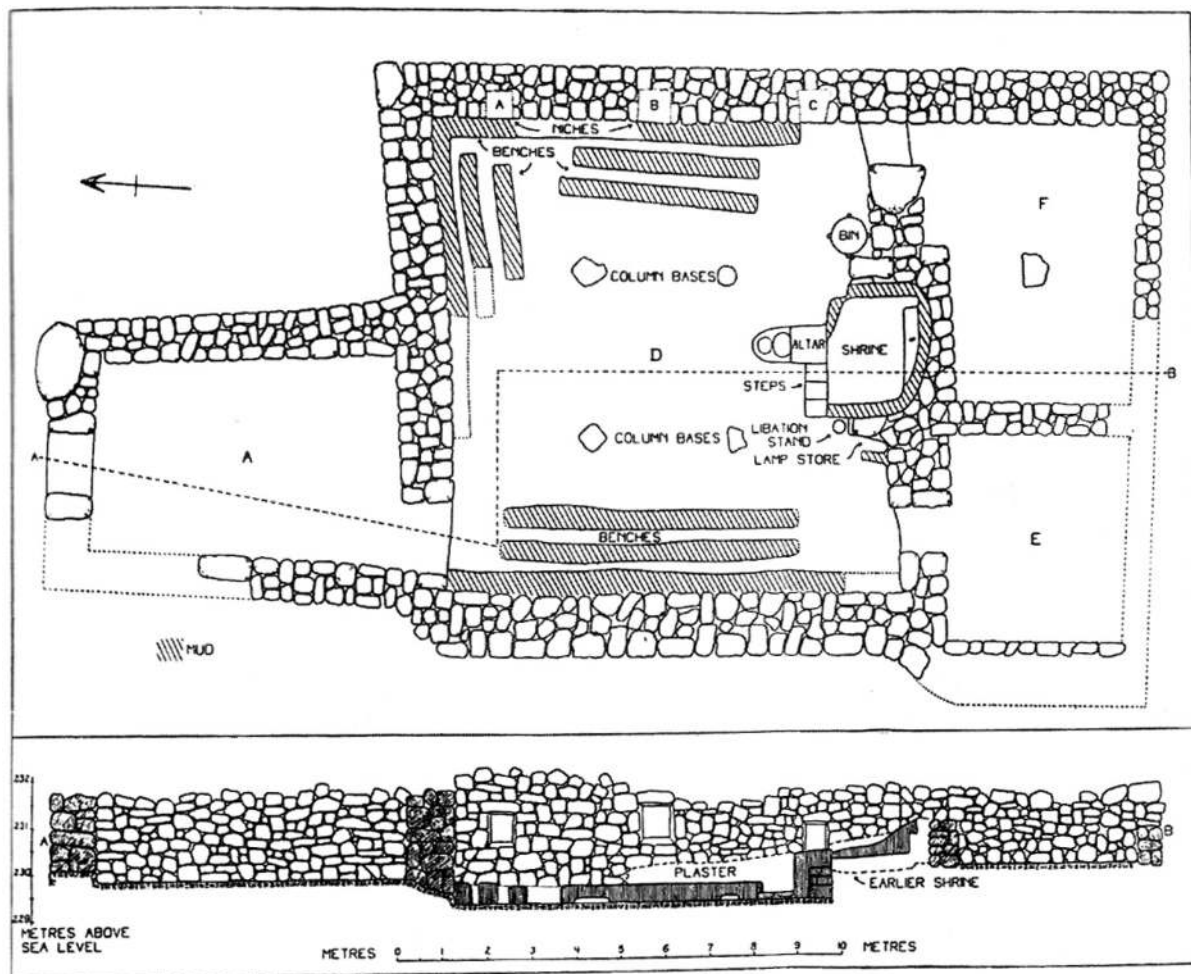 A
B
C
NICHES
BENCHES
F
BIN
COLUMN BASES
D
ALTAR
SHRINE
B
STEPS
COLUMN BASES
LIBATION
STAND
LAMP STORE
A
A
BENCHES
E
MUD
232
231
230
229
A
B
PLASTER
EARLIER SHRINE
METRES ABOVE
SEA LEVEL
METRES 0 1 2 3 4 5 6 7 8 9 10 METRES